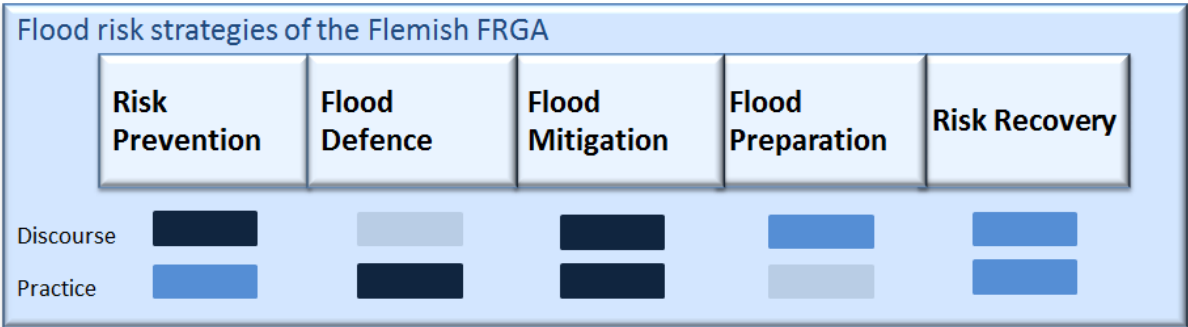 Flood risk strategies of the Flemish FRGA
Risk
Prevention
Flood
Defence
Flood
Mitigation
Flood
Preparation
Risk Recovery
Discourse
Practice